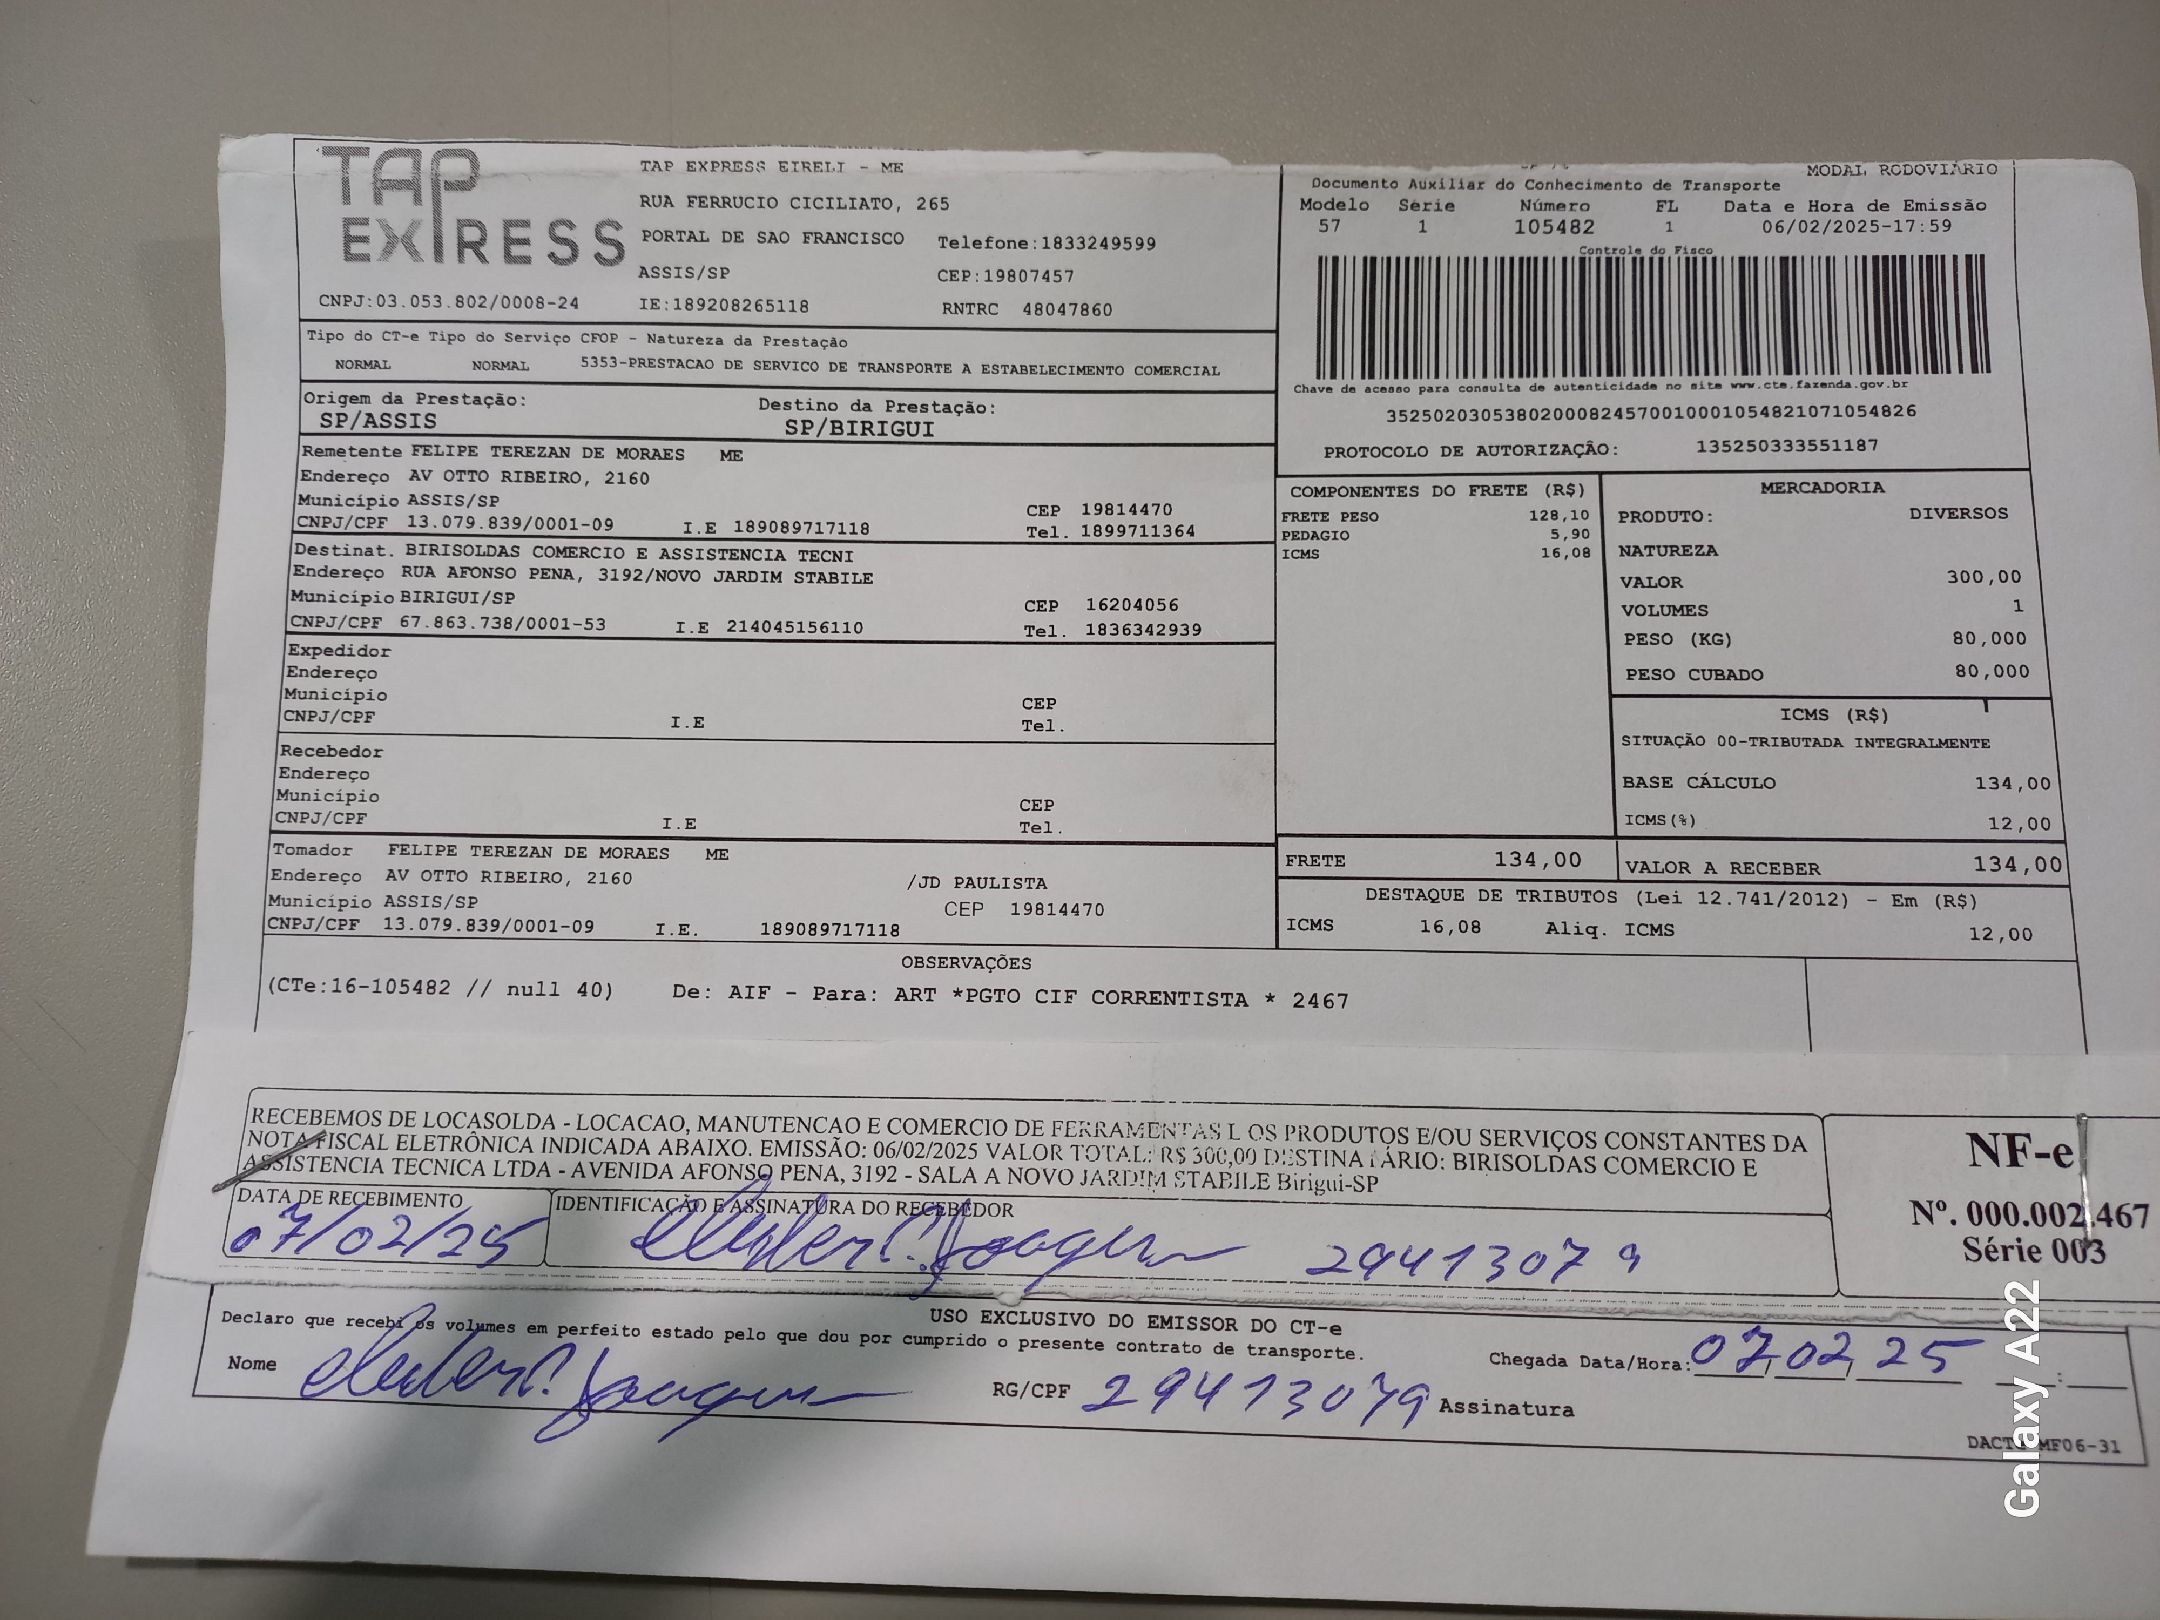 TAP
EXPRESS
TAP EXPRESS EIRELI - ME
RUA FERRUCIO CICILIATO, 265
PORTAL DE SAO FRANCISCO Telefone:1833249599
ASSIS/SP CEP:19807457
CNPJ:03.053.802/0008-24 IE:189208265118 RNTRC 48047860
MODAL RODOVIÁRIO
Documento Auxiliar do Conhecimento de Transporte
Modelo Série Número FL Data e Hora de Emissão
57 1 105482 1 06/02/2025-17:59
Controle do Fisco
Chave de acesso para consulta de autenticidade no site www.cte.fazenda.gov.br
35250203053802000824570010001054821071054826
PROTOCOLO DE AUTORIZAÇÂO: 135250333551187
Tipo do CT-e Tipo do Serviço CFOP - Natureza da Prestação
NORMAL NORMAL 5353-PRESTACAO DE SERVICO DE TRANSPORTE A ESTABELECIMENTO COMERCIAL
Origem da Prestação: Destino da Prestação:
SP/ASSIS SP/BIRIGUI
Remetente FELIPE TEREZAN DE MORAES ME
Endereço AV OTTO RIBEIRO, 2160
Município ASSIS/SP CEP 19814470
CNPJ/CPF 13.079.839/0001-09 I.E 189089717118 Tel. 1899711364
Destinat. BIRISOLDAS COMERCIO E ASSISTENCIA TECNI
Endereço RUA AFONSO PENA, 3192/NOVO JARDIM STABILE
Município BIRIGUI/SP CEP 16204056
CNPJ/CPF 67.863.738/0001-53 I.E 214045156110 Tel. 1836342939
Expedidor
Endereço
Município CEP
CNPJ/CPF I.E Tel.
Recebedor
Endereço
Município CEP
CNPJ/CPF I.E Tel.
Tomador FELIPE TEREZAN DE MORAES ME
Endereço AV OTTO RIBEIRO, 2160 /JD PAULISTA
Município ASSIS/SP CEP 19814470
CNPJ/CPF 13.079.839/0001-09 I.E. 189089717118
COMPONENTES DO FRETE (R$)
FRETE PESO 128,10
PEDAGIO 5,90
ICMS 16,08
MERCADORIA
PRODUTO: DIVERSOS
NATUREZA
VALOR 300,00
VOLUMES 1
PESO (KG) 80,000
PESO CUBADO 80,000
ICMS (R$)
SITUAÇÃO 00-TRIBUTADA INTEGRALMENTE
BASE CÁLCULO 134,00
ICMS(%) 12,00
FRETE 134,00 VALOR A RECEBER 134,00
DESTAQUE DE TRIBUTOS (Lei 12.741/2012) - Em (R$)
ICMS 16,08 Aliq. ICMS 12,00
OBSERVAÇÕES
(CTe:16-105482 // null 40) De: AIF - Para: ART *PGTO CIF CORRENTISTA * 2467
RECEBEMOS DE LOCASOLDA - LOCACAO, MANUTENCAO E COMERCIO DE FERRAMENTAS L OS PRODUTOS E/OU SERVIÇOS CONSTANTES DA
NOTA FISCAL ELETRÔNICA INDICADA ABAIXO. EMISSÃO: 06/02/2025 VALOR TOTAL: R$ 300,00 DESTINATÁRIO: BIRISOLDAS COMERCIO E
ASSISTENCIA TECNICA LTDA - AVENIDA AFONSO PENA, 3192 - SALA A NOVO JARDIM STABILE Birigui-SP
DATA DE RECEBIMENTO IDENTIFICAÇÃO E ASSINATURA DO RECEBEDOR
07/02/25 29413079
NF-e
Nº. 000.002.467
Série 003
USO EXCLUSIVO DO EMISSOR DO CT-e
Declaro que recebi os volumes em perfeito estado pelo que dou por cumprido o presente contrato de transporte.
Chegada Data/Hora: 07 02 25
Nome RG/CPF 29413079 Assinatura
DACTE MF06-31
Galaxy A22